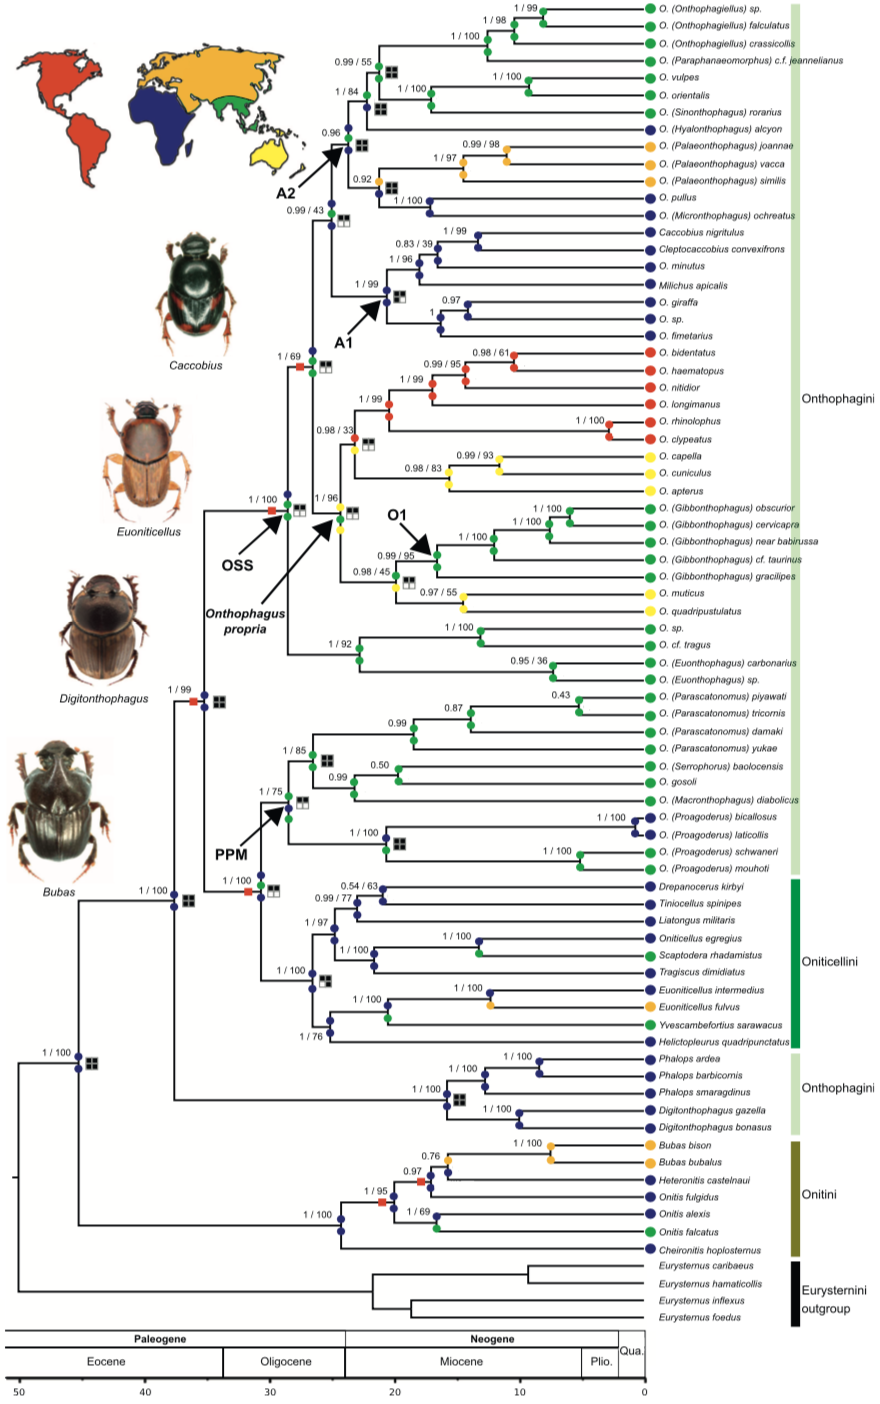 1 / 99
O. (Onthophagiellus) sp.
1 / 98
O. (Onthophagiellus) falculatus
1 / 100
O. (Onthophagiellus) crassicollis
O. (Paraphanaeomorphus) c.f. jeannelianus
0.99 / 55
1 / 100
O. vulpes
1 / 84
1 / 100
O. orientalis
O. (Sinonthophagus) rorarius
O. (Hyalonthophagus) alcyon
0.96
0.99 / 98
O. (Palaeonthophagus) joannae
1 / 97
O. (Palaeonthophagus) vacca
0.92
O. (Palaeonthophagus) similis
A2
1 / 100
O. pullus
0.99 / 43
O. (Micronthophagus) ochreatus
1 / 99
Caccobius nigritulus
0.83 / 39
Cleptocaccobius convexifrons
1 / 96
O. minutus
1 / 99
Milichus apicalis
0.97
O. giraffa
1
O. sp.
A1
O. fimetarius
Caccobius
1 / 69
0.98 / 61
O. bidentatus
0.99 / 95
O. haematopus
1 / 99
O. nitidior
1 / 99
O. longimanus
Onthophagini
1 / 100
O. rhinolophus
0.98 / 33
O. clypeatus
0.99 / 93
O. capella
0.98 / 83
O. cuniculus
O. apterus
1 / 100
1 / 96
O1
1 / 100
O. (Gibbonthophagus) obscurior
1 / 100
O. (Gibbonthophagus) cervicapra
Euoniticellus
1 / 100
O. (Gibbonthophagus) near babirussa
0.99 / 95
O. (Gibbonthophagus) cf. taurinus
OSS
0.98 / 45
O. (Gibbonthophagus) gracilipes
0.97 / 55
O. muticus
Onthophagus
propria
O. quadripustulatus
1 / 100
O. sp.
1 / 92
O. cf. tragus
0.95 / 36
O. (Euonthophagus) carbonarius
O. (Euonthophagus) sp.
Digitonthophagus
1 / 99
0.43
O. (Parascatonomus) piyawati
0.87
O. (Parascatonomus) tricornis
0.99
O. (Parascatonomus) damaki
1 / 85
O. (Parascatonomus) yukae
0.50
O. (Serrophorus) baolocensis
0.99
O. gosoli
1 / 75
O. (Macronthophagus) diabolicus
1 / 100
O. (Proagoderus) bicallosus
1 / 100
O. (Proagoderus) laticollis
PPM
1 / 100
O. (Proagoderus) schwaneri
O. (Proagoderus) mouhoti
Bubas
1 / 100
1 / 100
0.54 / 63
Drepanocerus kirbyi
0.99 / 77
Tiniocellus spinipes
1 / 97
Liatongus militaris
1 / 100
Oniticellus egregius
1 / 100
Scaptodera rhadamistus
Oniticellini
1 / 100
Tragiscus dimidiatus
1 / 100
Euoniticellus intermedius
1 / 100
Euoniticellus fulvus
Yvescambefortius sarawacus
1 / 76
Helictopleurus quadripunctatus
1 / 100
1 / 100
Phalops ardea
1 / 100
Phalops barbicornis
1 / 100
Phalops smaragdinus
Onthophagini
1 / 100
Digitonthophagus gazella
Digitonthophagus bonasus
1 / 100
Bubas bison
0.76
Bubas bubalus
0.97
Heteronitis castelnaui
1 / 95
Onitis fulgidus
Onitini
1 / 100
1 / 69
Onitis alexis
Onitis falcatus
Cheironitis hoplosternus
Eurysternus caribaeus
Eurysternus hamaticollis
Eurysternini
outgroup
Eurysternus inflexus
Eurysternus foedus
Paleogene
Neogene
Qua.
Eocene
Oligocene
Miocene
Plio.
50
40
30
20
10
0